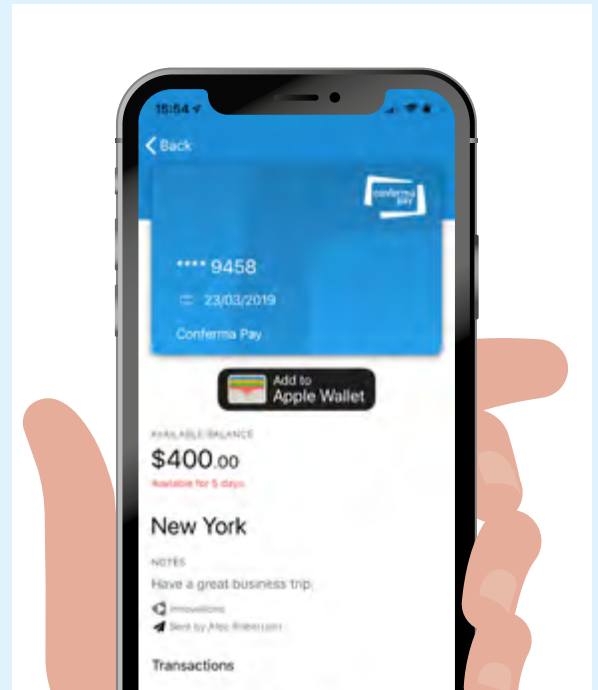 15:54
Back
conferma
pay
**** 9458
23/03/2019
Conferma Pay
Add to
Apple Wallet
AVAILABLE BALANCE
$400.00
Available for 5 days
New York
NOTES
Have a great business trip.
Innovations
Sent by Alec Robertson
Transactions